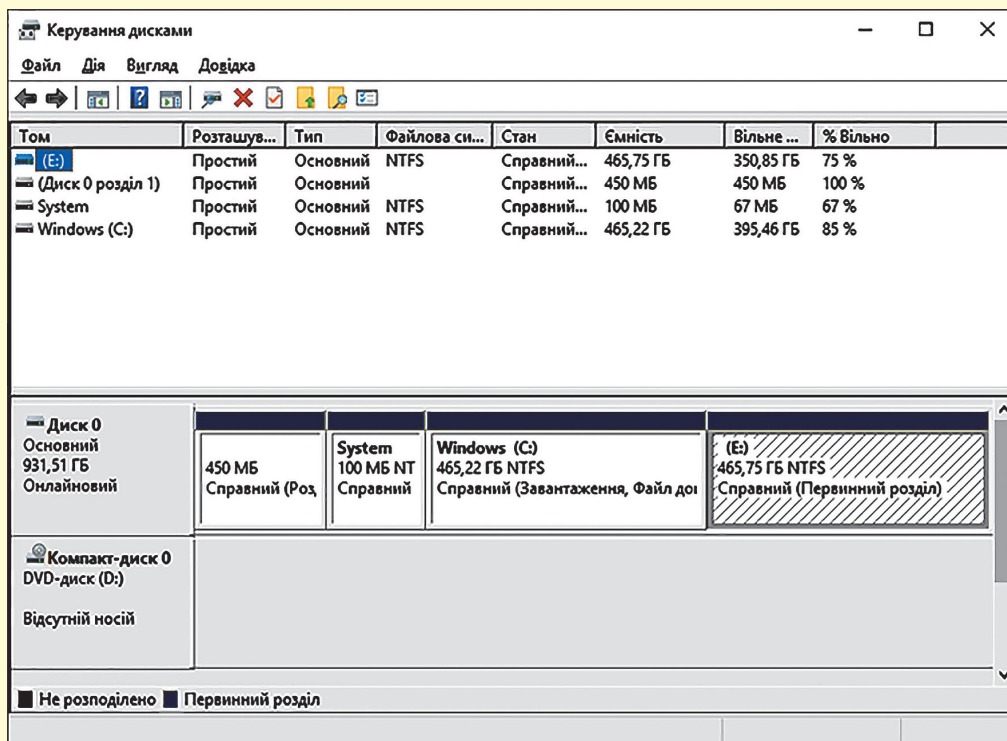 Керування дисками
Файл Дія Вигляд Довідка
Том Розташув... Тип Файлова си... Стан Ємність Вільне ... % Вільно
(E:) Простий Основний NTFS Справний... 465,75 ГБ 350,85 ГБ 75 %
(Диск 0 розділ 1) Простий Основний Справний... 450 МБ 450 МБ 100 %
System Простий Основний NTFS Справний... 100 МБ 67 МБ 67 %
Windows (C:) Простий Основний NTFS Справний... 465,22 ГБ 395,46 ГБ 85 %
Диск 0
Основний
931,51 ГБ
Онлайновий
450 МБ
Справний (Роз
System
100 МБ NT
Справний
Windows (C:)
465,22 ГБ NTFS
Справний (Завантаження, Файл дог
(E:)
465,75 ГБ NTFS
Справний (Первинний розділ)
Компакт-диск 0
DVD-диск (D:)
Відсутній носій
Не розподілено Первинний розділ